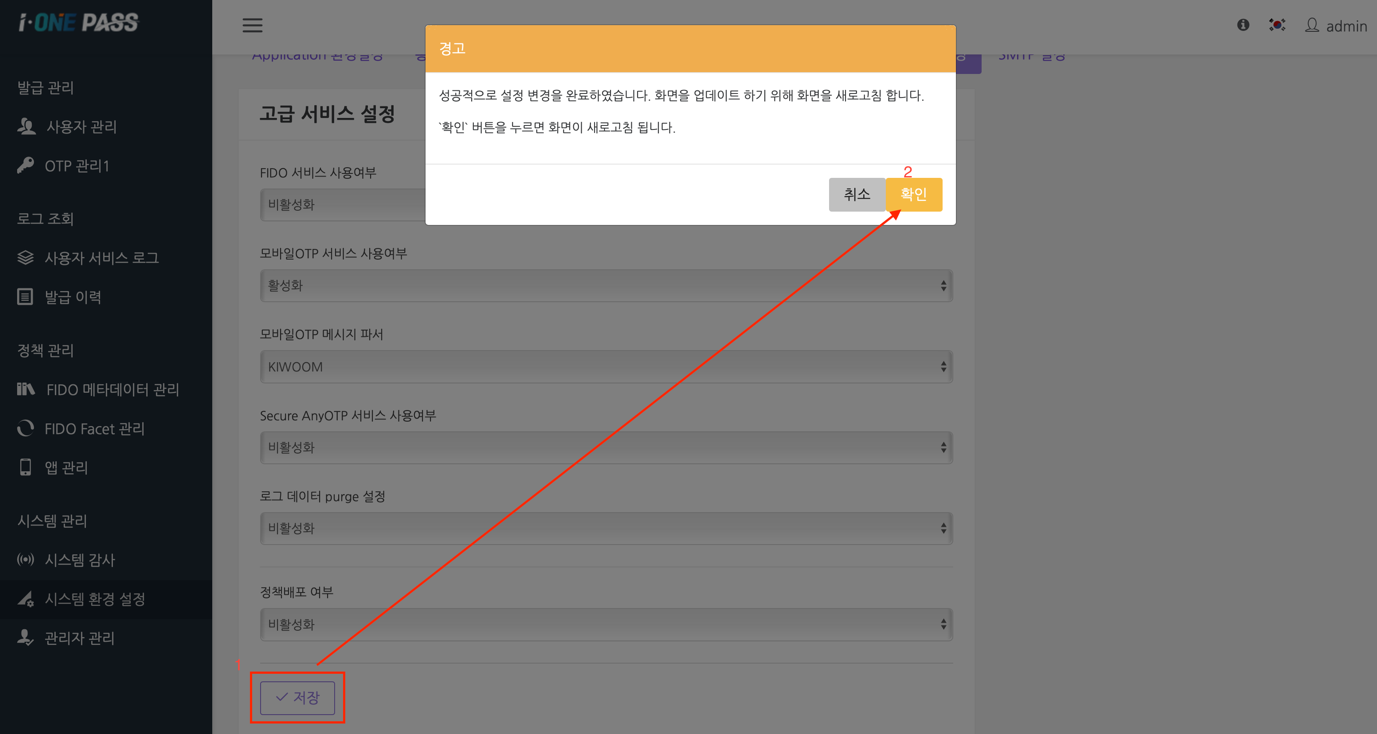 i-ONE PASS
admin
발급 관리
사용자 관리
OTP 관리1
로그 조회
사용자 서비스 로그
발급 이력
정책 관리
FIDO 메타데이터 관리
FIDO Facet 관리
앱 관리
시스템 관리
시스템 감사
시스템 환경 설정
관리자 관리
Application 환경설정
SMTP 설정
고급 서비스 설정
FIDO 서비스 사용여부
비활성화
모바일OTP 서비스 사용여부
활성화
모바일OTP 메시지 파서
KIWOOM
Secure AnyOTP 서비스 사용여부
비활성화
로그 데이터 purge 설정
비활성화
정책배포 여부
비활성화
1
저장
경고
성공적으로 설정 변경을 완료하였습니다. 화면을 업데이트 하기 위해 화면을 새로고침 합니다.
`확인` 버튼을 누르면 화면이 새로고침 됩니다.
2
취소 확인